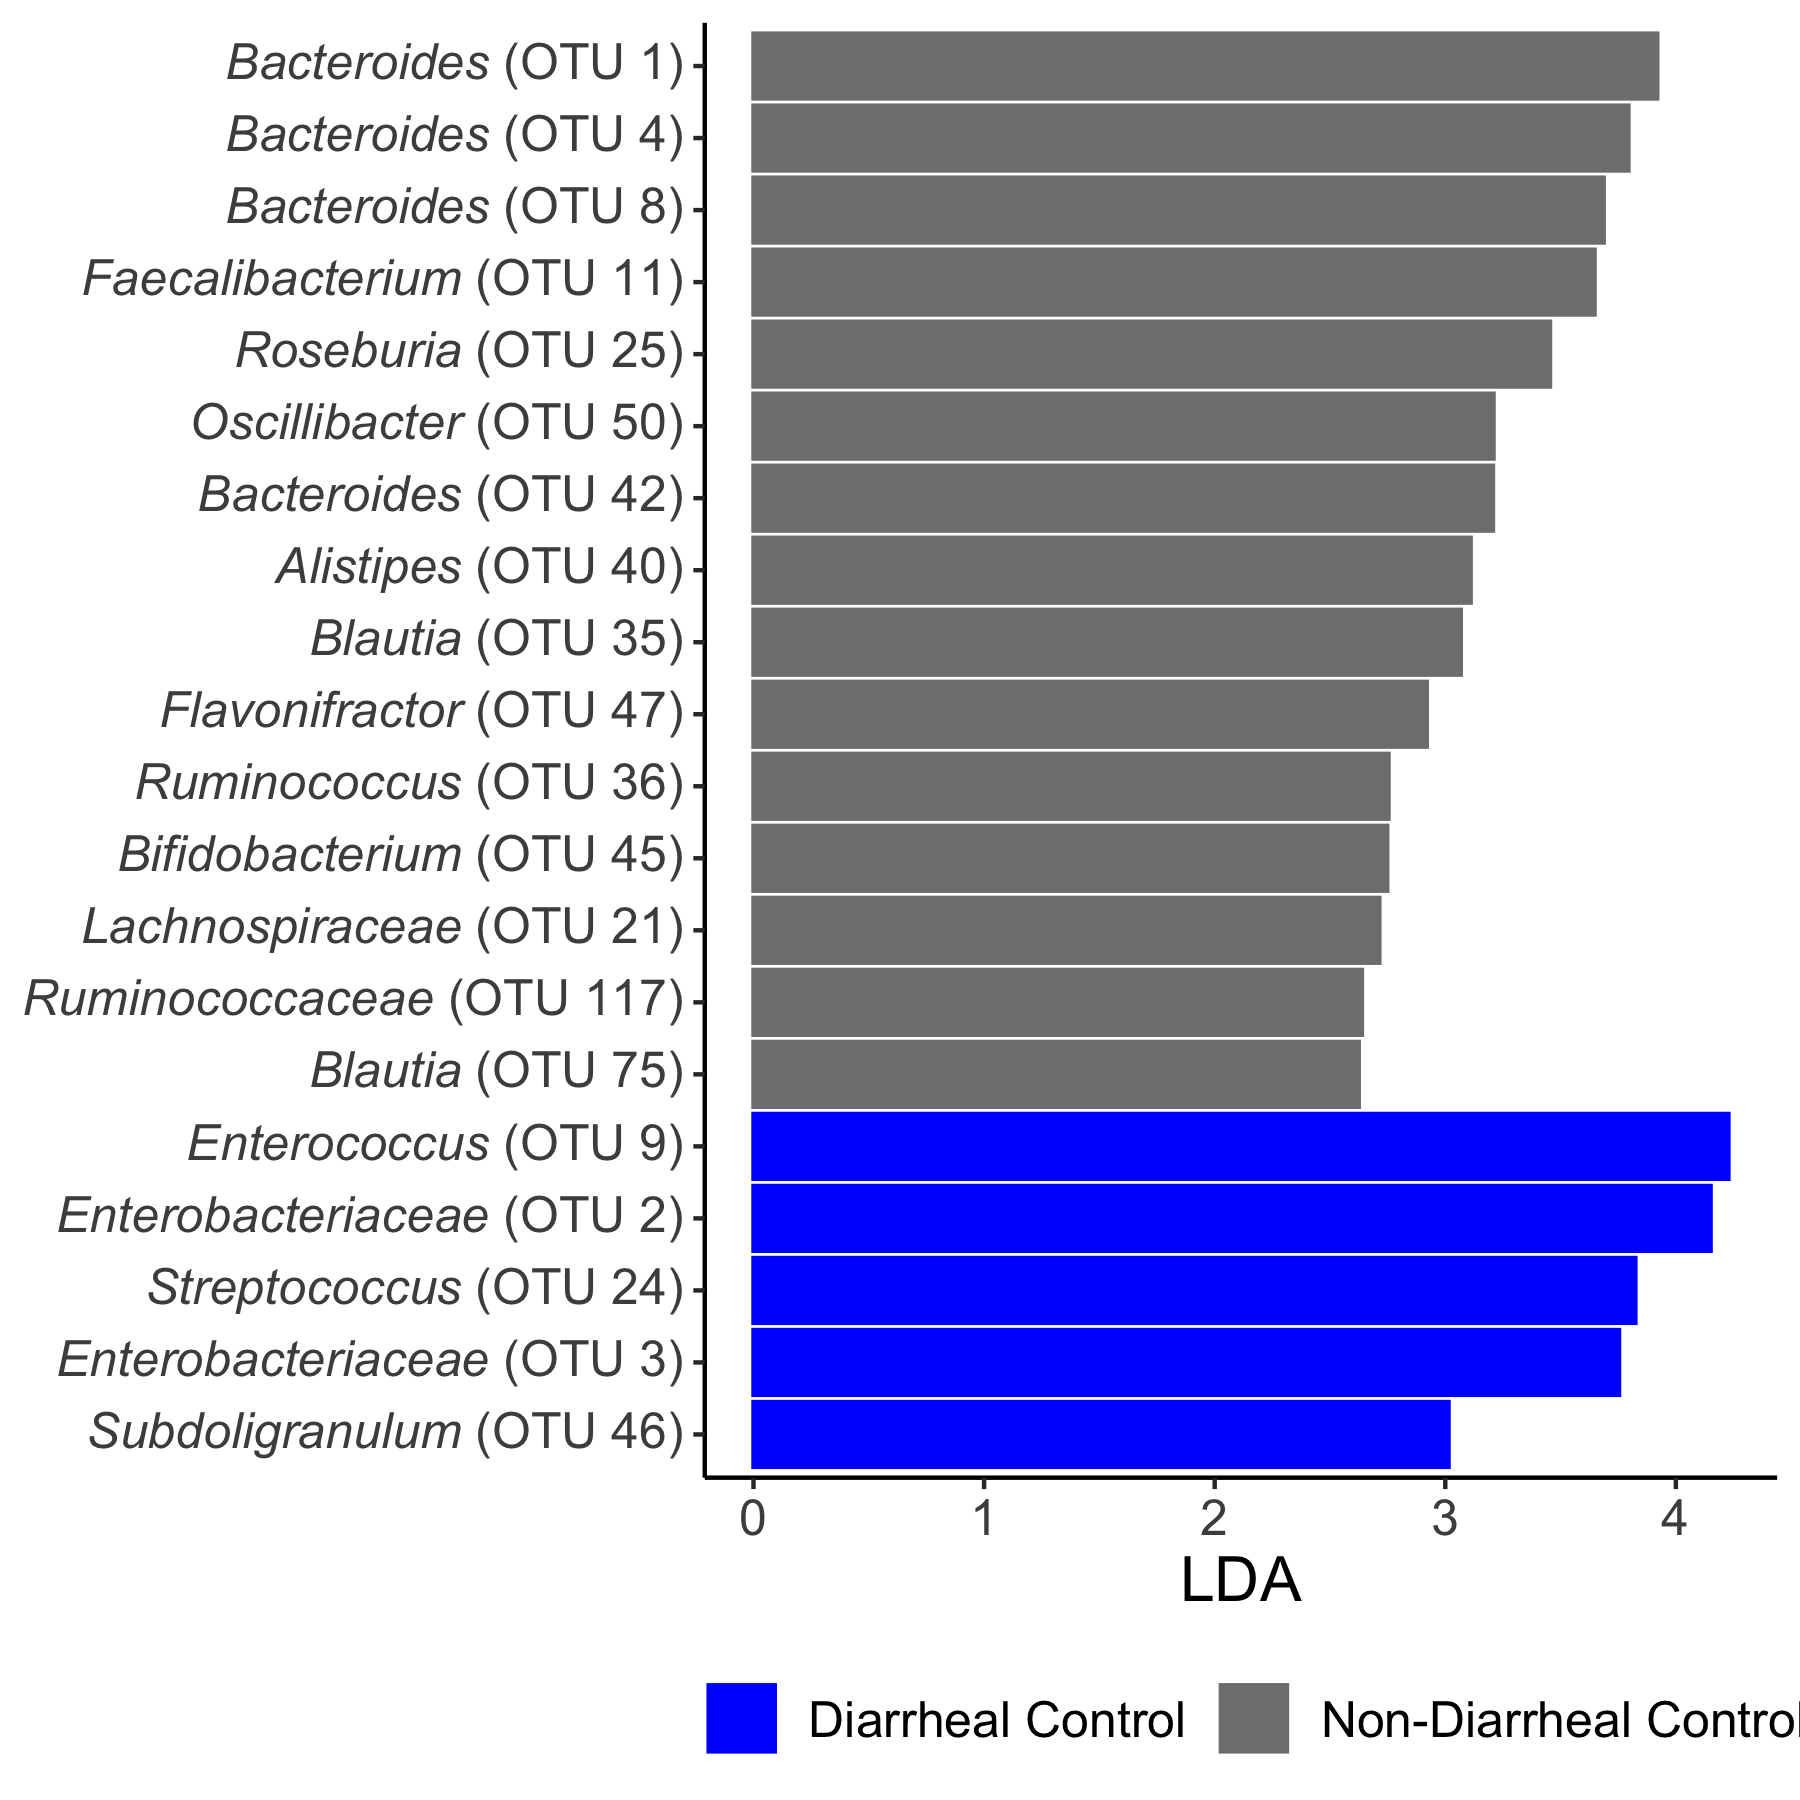 Bacteroides (OTU 1)
Bacteroides (OTU 4)
Bacteroides (OTU 8)
Faecalibacterium (OTU 11)
Roseburia (OTU 25)
Oscillibacter (OTU 50)
Bacteroides (OTU 42)
Alistipes (OTU 40)
Blautia (OTU 35)
Flavonifractor (OTU 47)
Ruminococcus (OTU 36)
Bifidobacterium (OTU 45)
Lachnospiraceae (OTU 21)
Ruminococcaceae (OTU 117)
Blautia (OTU 75)
Enterococcus (OTU 9)
Enterobacteriaceae (OTU 2)
Streptococcus (OTU 24)
Enterobacteriaceae (OTU 3)
Subdoligranulum (OTU 46)
0 1 2 3 4
LDA
Diarrheal Control Non-Diarrheal Control